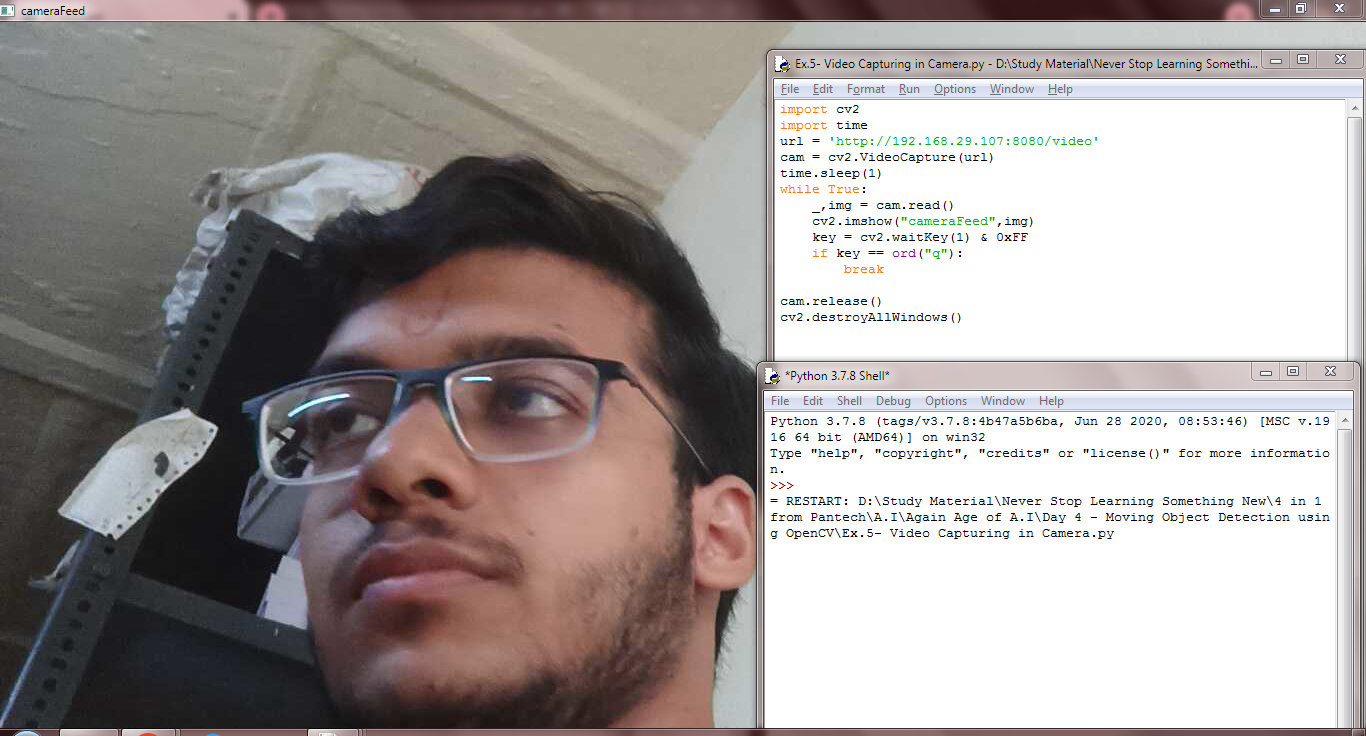 cameraFeed
Ex.5- Video Capturing in Camera.py - D:\Study Material\Never Stop Learning Somethi...
File Edit Format Run Options Window Help
import cv2
import time
url = 'http://192.168.29.107:8080/video'
cam = cv2.VideoCapture(url)
time.sleep(1)
while True:
    _,img = cam.read()
    cv2.imshow("cameraFeed",img)
    key = cv2.waitKey(1) & 0xFF
    if key == ord("q"):
        break
cam.release()
cv2.destroyAllWindows()
*Python 3.7.8 Shell*
File Edit Shell Debug Options Window Help
Python 3.7.8 (tags/v3.7.8:4b47a5b6ba, Jun 28 2020, 08:53:46) [MSC v.19
16 64 bit (AMD64)] on win32
Type "help", "copyright", "credits" or "license()" for more informatio
n.
>>>
= RESTART: D:\Study Material\Never Stop Learning Something New\4 in 1
from Pantech\A.I\Again Age of A.I\Day 4 - Moving Object Detection usin
g OpenCV\Ex.5- Video Capturing in Camera.py